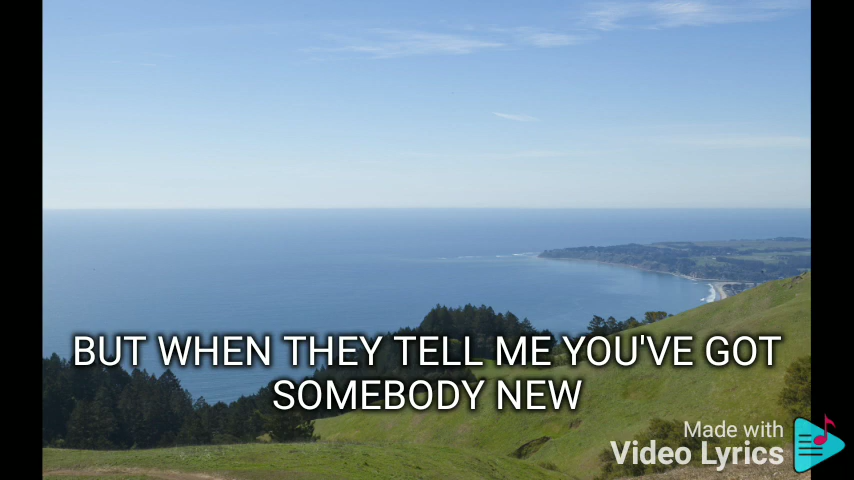 BUT WHEN THEY TELL ME YOU'VE GOT
SOMEBODY NEW
Made with
Video Lyrics